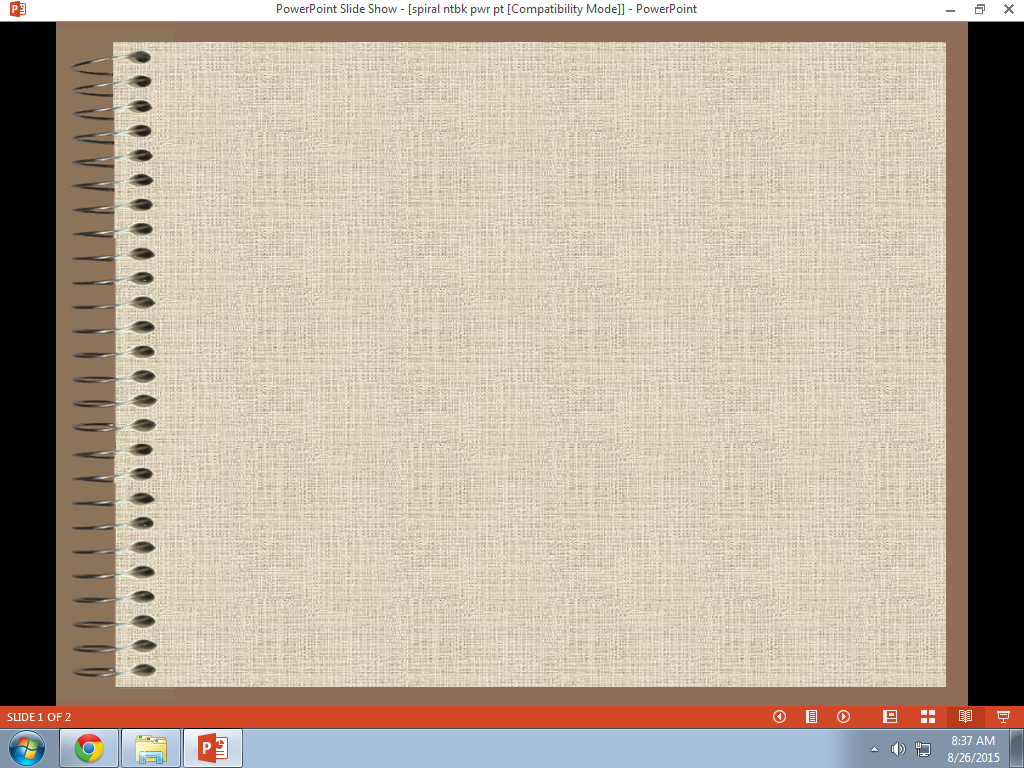 PowerPoint Slide Show - [spiral ntbk pwr pt [Compatibility Mode]] - PowerPoint
SLIDE 1 OF 2
8:37 AM
8/26/2015